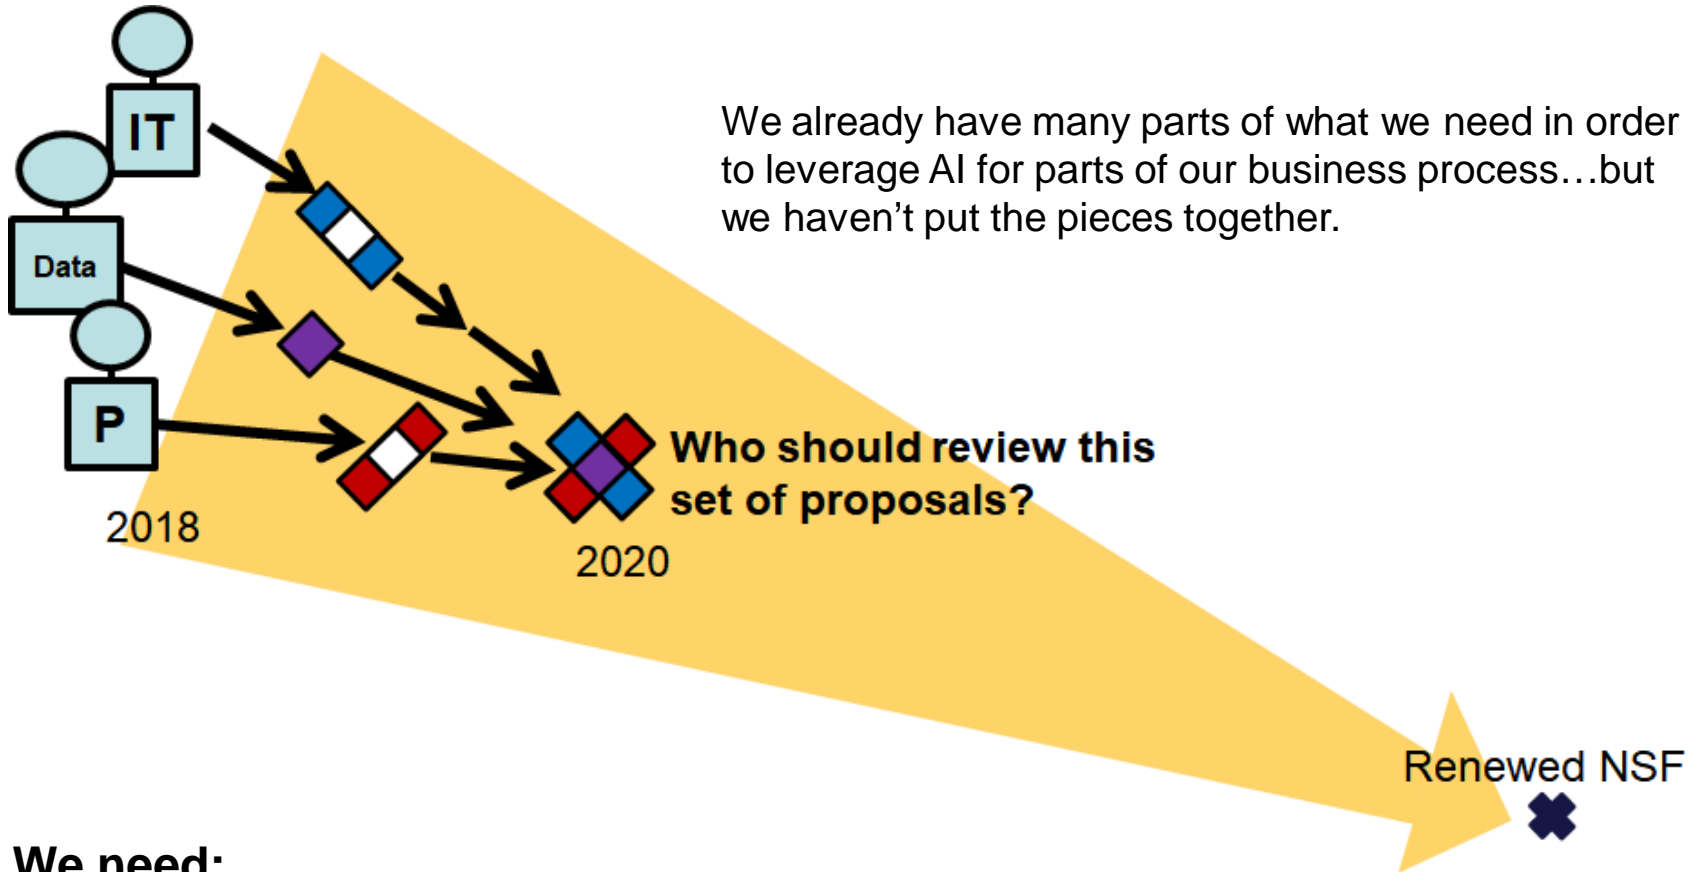 IT
We already have many parts of what we need in order
to leverage AI for parts of our business process…but
we haven't put the pieces together.
Data
P
Who should review this
set of proposals?
2018
2020
Renewed NSF
We need: